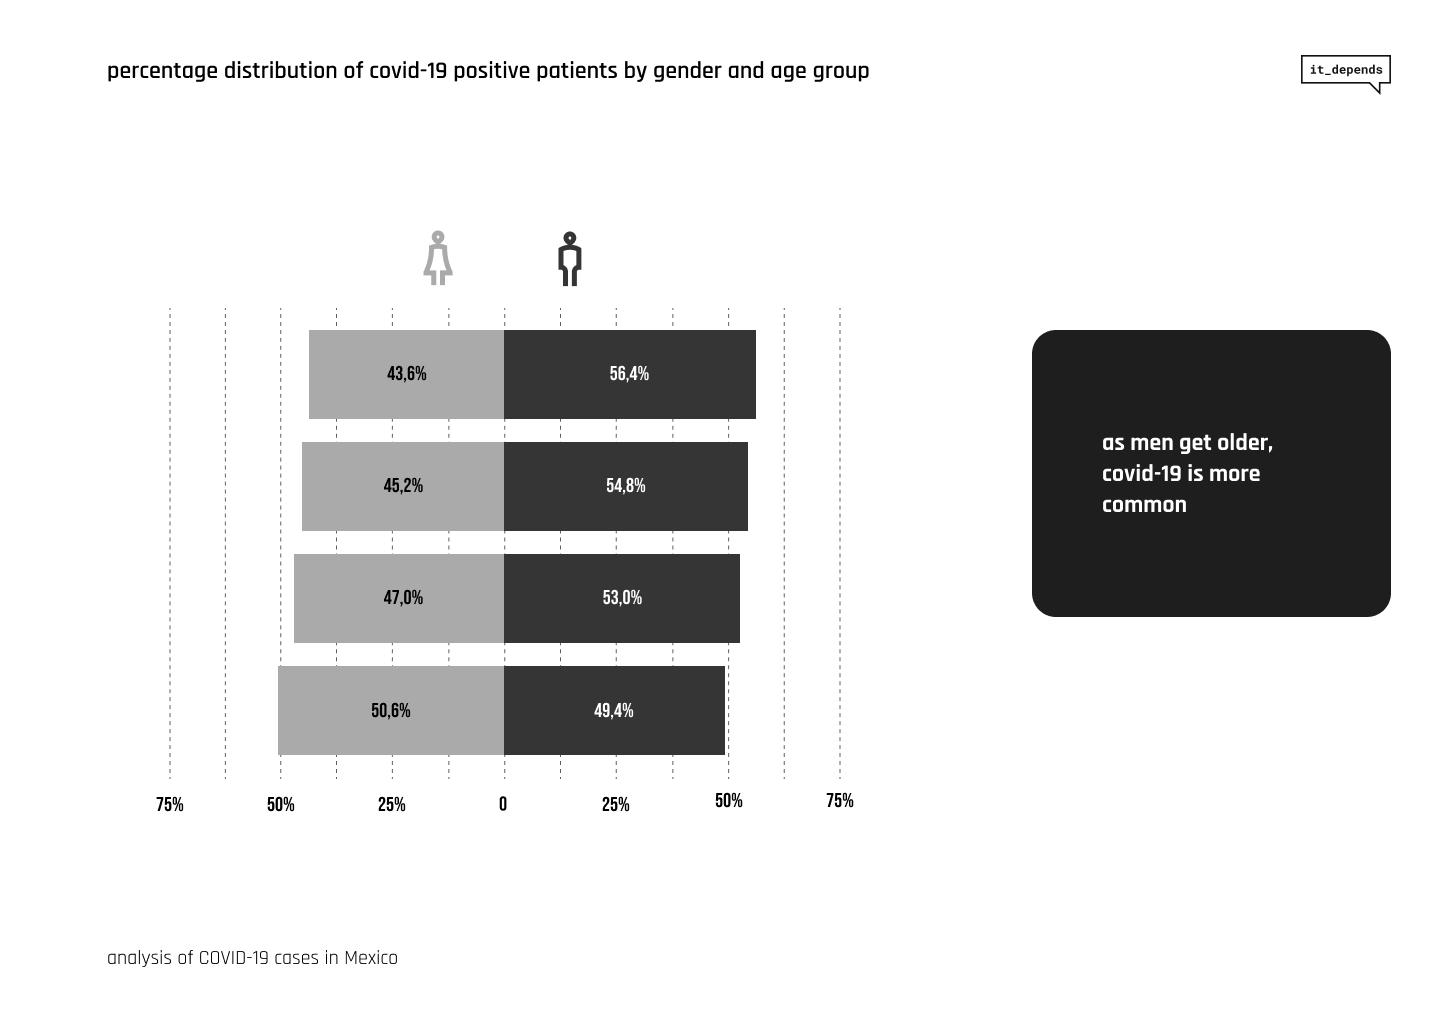 percentage distribution of covid-19 positive patients by gender and age group
it_depends
43,6%
56,4%
45,2%
54,8%
47,0%
53,0%
50,6%
49,4%
75%
50%
25%
0
25%
50%
75%
as men get older,
covid-19 is more
common
analysis of COVID-19 cases in Mexico